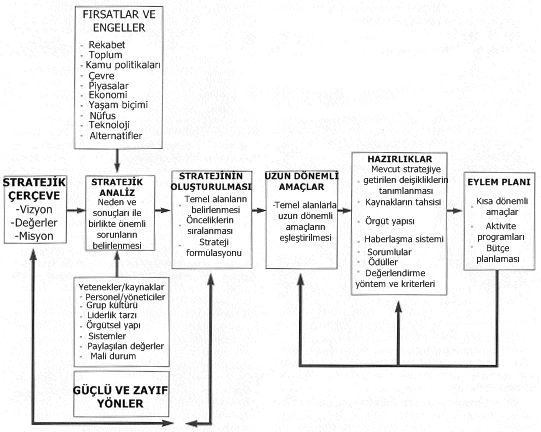 FIRSATLAR VE
ENGELLER
- Rekabet
- Toplum
- Kamu politikaları
- Çevre
- Piyasalar
- Ekonomi
- Yaşam biçimi
- Nüfus
- Teknoloji
- Alternatifler
STRATEJİK
ÇERÇEVE
-Vizyon
-Değerler
-Misyon
STRATEJİK
ANALİZ
Neden ve
sonuçları ile
birlikte önemli
sorunların
belirlenmesi
STRATEJİNİN
OLUŞTURULMASI
- Temel alanların
belirlenmesi
- Önceliklerin
sıralanması
- Strateji
formülasyonu
UZUN DÖNEMLİ
AMAÇLAR
-Temel alanlarla
uzun dönemli
amaçların
eşleştirilmesi
HAZIRLIKLAR
- Mevcut stratejiye
getirilen deişikliklerin
tanımlanması
- Kaynakların tahsisi
- Örgüt yapısı
- Haberlaşma sistemi
- Sorumlular
- Ödüller
- Değerlendirme
yöntem ve kriterleri
EYLEM PLANI
- Kısa dönemli
amaçlar
- Aktivite
programları
- Bütçe
planlaması
Yetenekler/kaynaklar
- Personel/yöneticiler
- Grup kültürü
- Liderlik tarzı
- Örgütsel yapı
- Sistemler
- Paylaşılan değerler
- Mali durum
GÜÇLÜ VE ZAYIF
YÖNLER